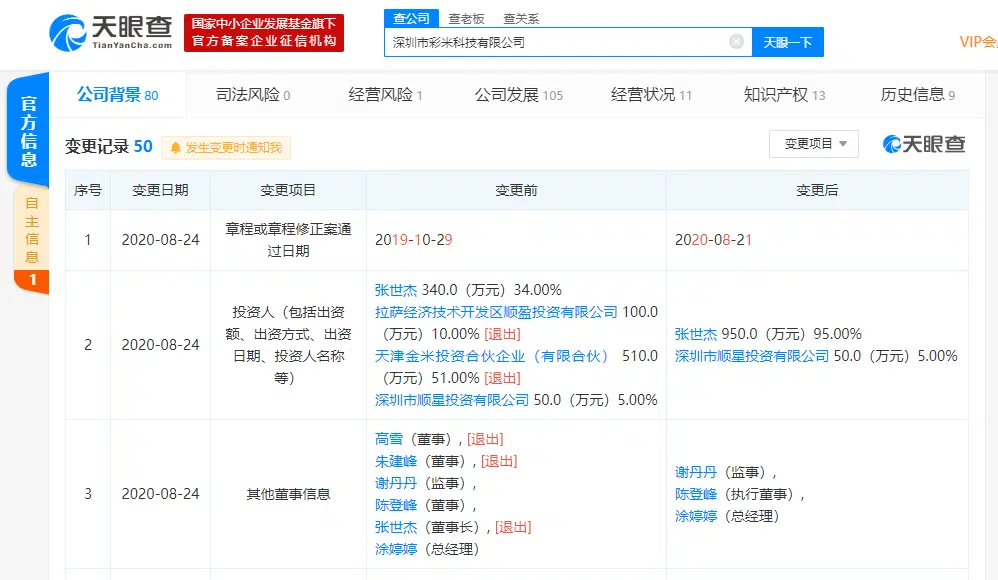 天眼查
TianYanCha.com
国家中小企业发展基金旗下
官方备案企业征信机构
查公司 查老板 查关系
深圳市彩米科技有限公司
天眼一下
VIP会
官方信息
自主信息
1
公司背景 80 司法风险 0 经营风险 1 公司发展 105 经营状况 11 知识产权 13 历史信息 9
变更记录 50 发生变更时通知我 变更项目 天眼查
序号 变更日期 变更项目 变更前 变更后
1 2020-08-24 章程或章程修正案通
过日期 2019-10-29 2020-08-21
2 2020-08-24 投资人（包括出资
额、出资方式、出资
日期、投资人名称
等）
张世杰 340.0（万元）34.00%
拉萨经济技术开发区顺盈投资有限公司 100.0
（万元）10.00% [退出]
天津金米投资合伙企业（有限合伙） 510.0
（万元）51.00% [退出]
深圳市顺星投资有限公司 50.0（万元）5.00%
张世杰 950.0（万元）95.00%
深圳市顺星投资有限公司 50.0（万元）5.00%
3 2020-08-24 其他董事信息
高雪（董事）, [退出]
朱建峰（董事）, [退出]
谢丹丹（监事）,
陈登峰（董事）,
张世杰（董事长）, [退出]
涂婷婷（总经理）
谢丹丹（监事）,
陈登峰（执行董事）,
涂婷婷（总经理）